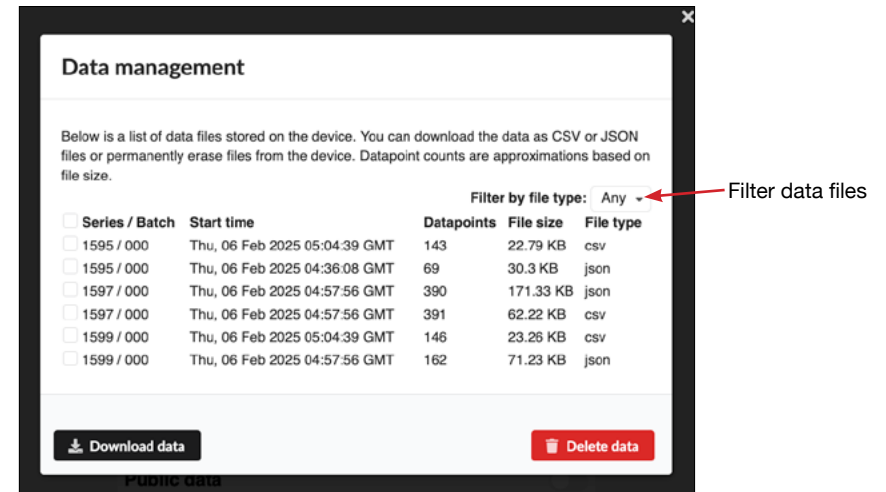 ×
Data management
Below is a list of data files stored on the device. You can download the data as CSV or JSON
files or permanently erase files from the device. Datapoint counts are approximations based on
file size.
Filter by file type: Any
Filter data files
Series / Batch Start time Datapoints File size File type
1595 / 000 Thu, 06 Feb 2025 05:04:39 GMT 143 22.79 KB csv
1595 / 000 Thu, 06 Feb 2025 04:36:08 GMT 69 30.3 KB json
1597 / 000 Thu, 06 Feb 2025 04:57:56 GMT 390 171.33 KB json
1597 / 000 Thu, 06 Feb 2025 04:57:56 GMT 391 62.22 KB csv
1599 / 000 Thu, 06 Feb 2025 05:04:39 GMT 146 23.26 KB csv
1599 / 000 Thu, 06 Feb 2025 04:57:56 GMT 162 71.23 KB json
Download data
Delete data
Public data